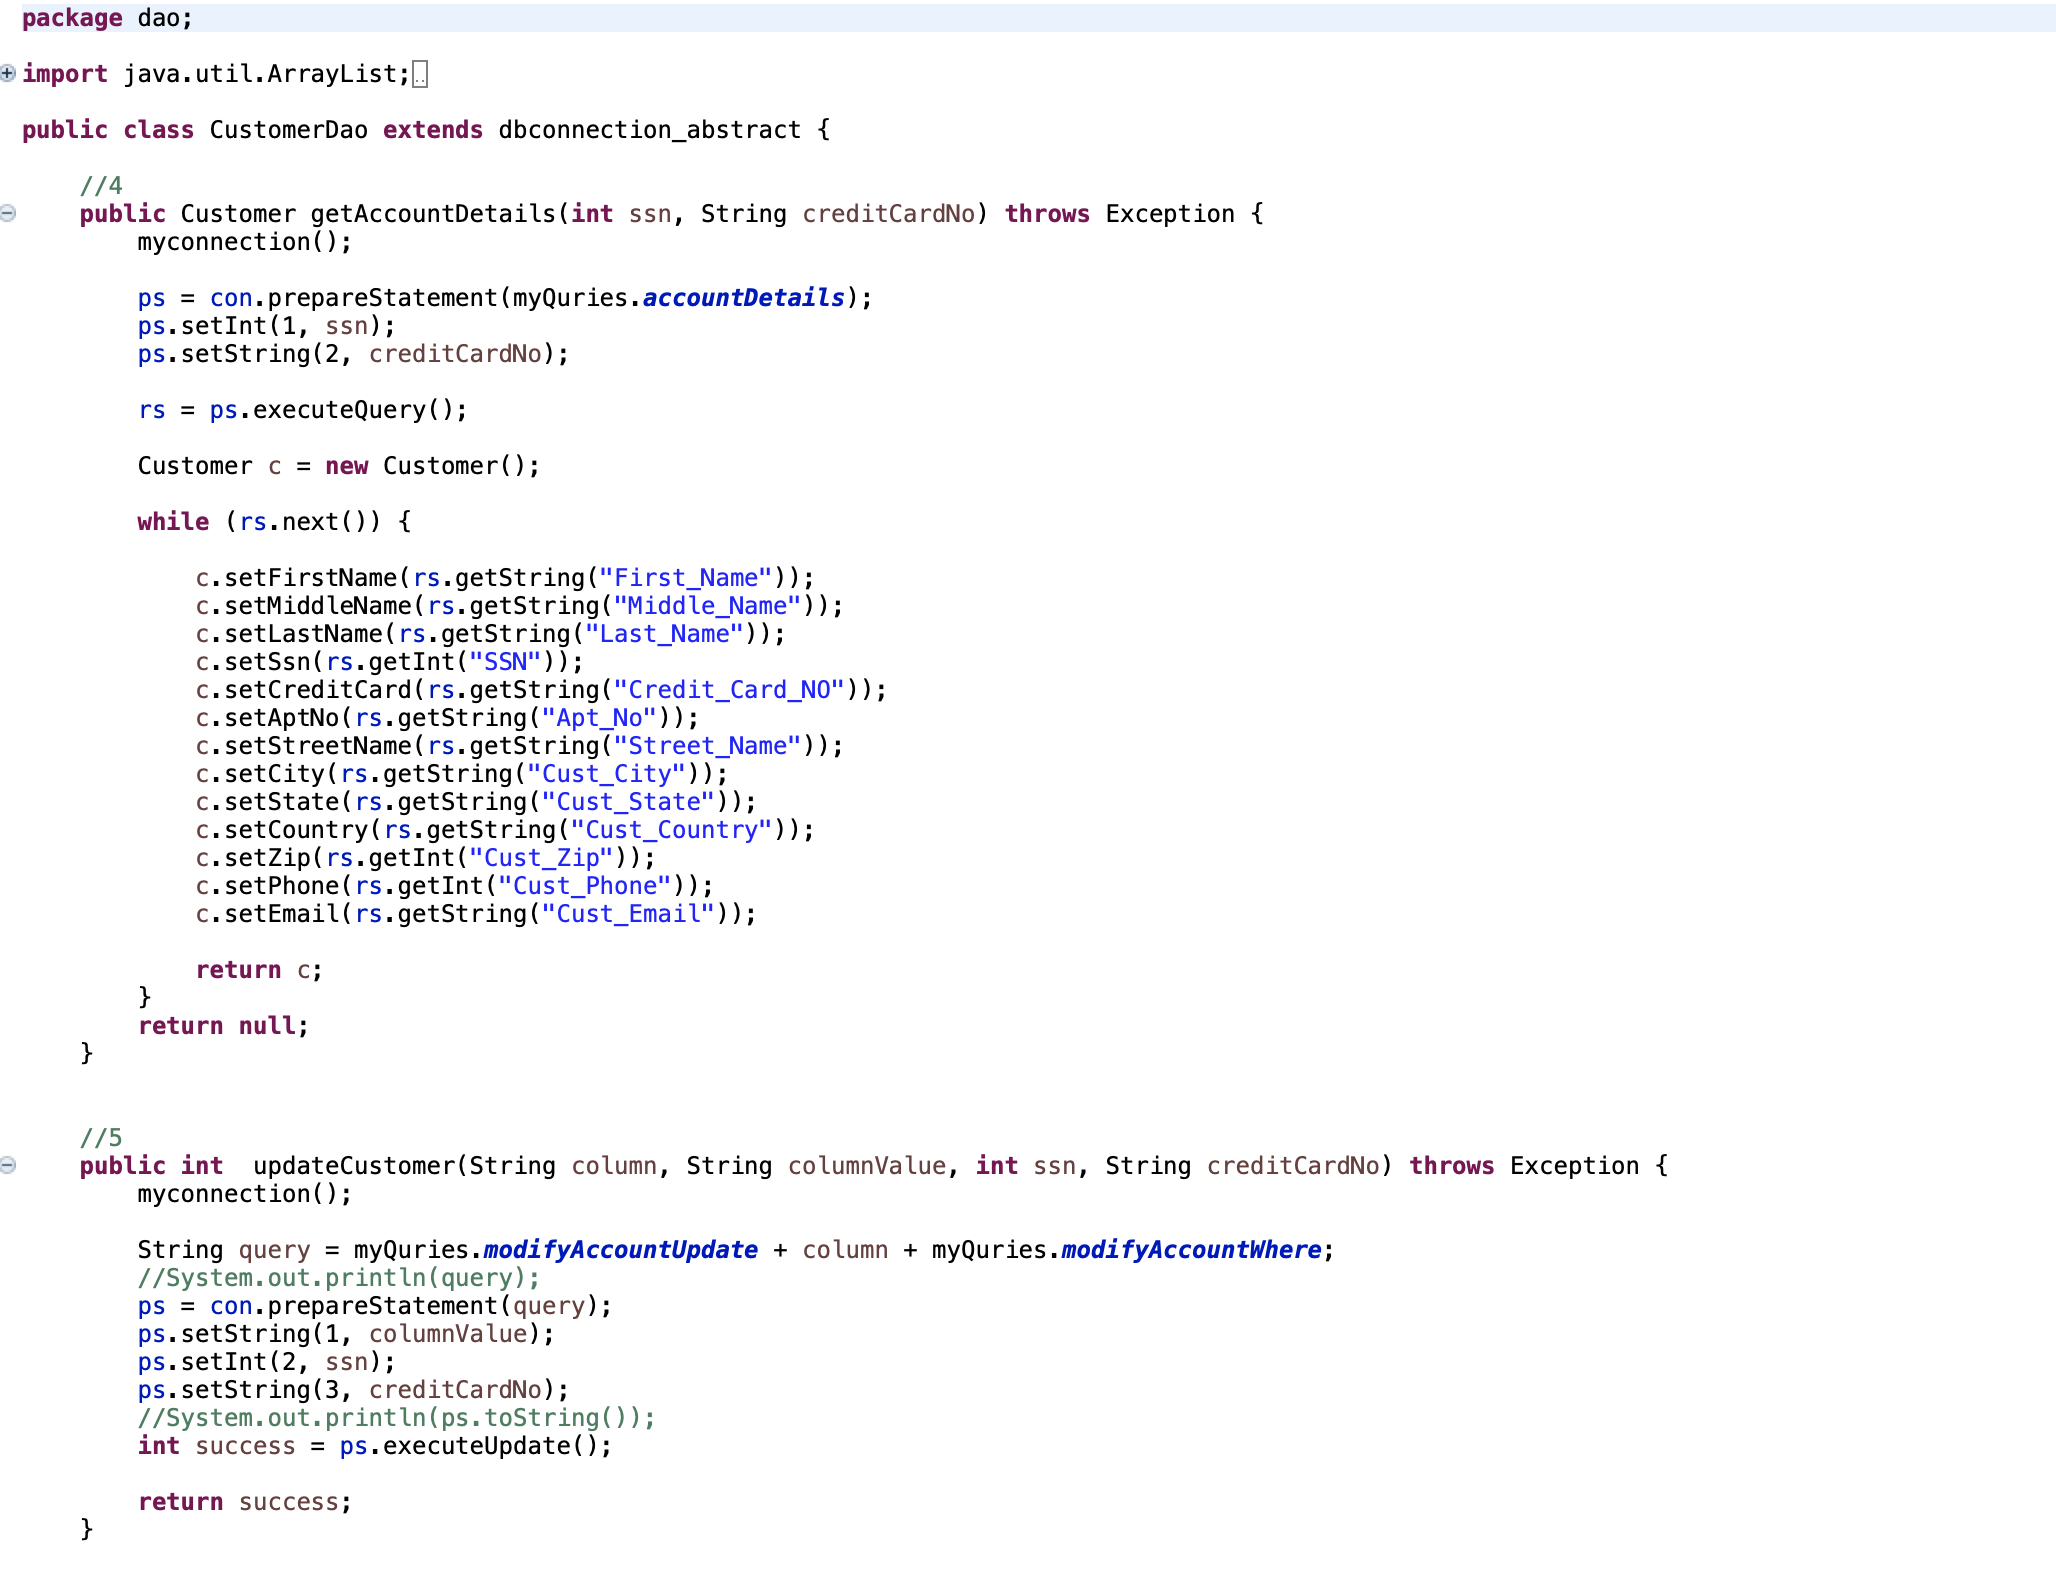 package dao;
import java.util.ArrayList;
public class CustomerDao extends dbconnection_abstract {
//4
public Customer getAccountDetails(int ssn, String creditCardNo) throws Exception {
myconnection();
ps = con.prepareStatement(myQuries.accountDetails);
ps.setInt(1, ssn);
ps.setString(2, creditCardNo);
rs = ps.executeQuery();
Customer c = new Customer();
while (rs.next()) {
c.setFirstName(rs.getString("First_Name"));
c.setMiddleName(rs.getString("Middle_Name"));
c.setLastName(rs.getString("Last_Name"));
c.setSsn(rs.getInt("SSN"));
c.setCreditCard(rs.getString("Credit_Card_NO"));
c.setAptNo(rs.getString("Apt_No"));
c.setStreetName(rs.getString("Street_Name"));
c.setCity(rs.getString("Cust_City"));
c.setState(rs.getString("Cust_State"));
c.setCountry(rs.getString("Cust_Country"));
c.setZip(rs.getInt("Cust_Zip"));
c.setPhone(rs.getInt("Cust_Phone"));
c.setEmail(rs.getString("Cust_Email"));
return c;
}
return null;
}
//5
public int  updateCustomer(String column, String columnValue, int ssn, String creditCardNo) throws Exception {
myconnection();
String query = myQuries.modifyAccountUpdate + column + myQuries.modifyAccountWhere;
//System.out.println(query);
ps = con.prepareStatement(query);
ps.setString(1, columnValue);
ps.setInt(2, ssn);
ps.setString(3, creditCardNo);
//System.out.println(ps.toString());
int success = ps.executeUpdate();
return success;
}